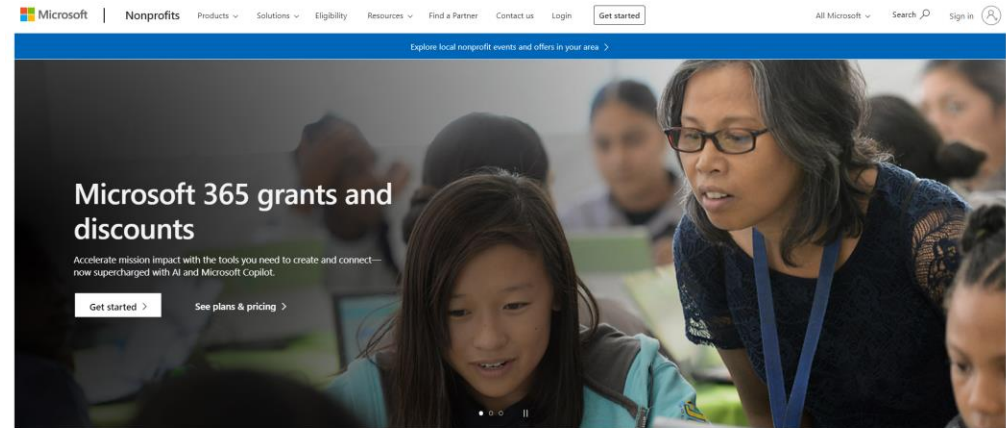 Microsoft Nonprofits Products Solutions Eligibility Resources Find a Partner Contact us Login Get started All Microsoft Search Sign in
Explore local nonprofit events and offers in your area
Microsoft 365 grants and
discounts
Accelerate mission impact with the tools you need to create and connect—
now supercharged with AI and Microsoft Copilot.
Get started See plans & pricing